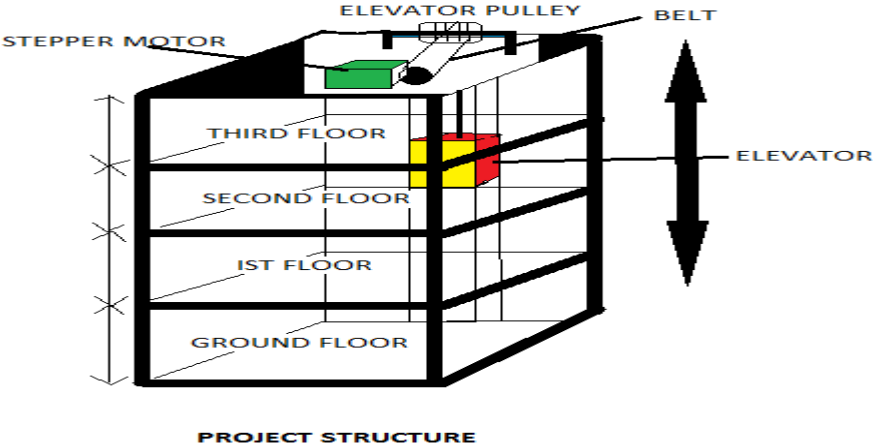 ELEVATOR PULLEY
BELT
STEPPER MOTOR
THIRD FLOOR
ELEVATOR
SECOND FLOOR
IST FLOOR
GROUND FLOOR
PROJECT STRUCTURE